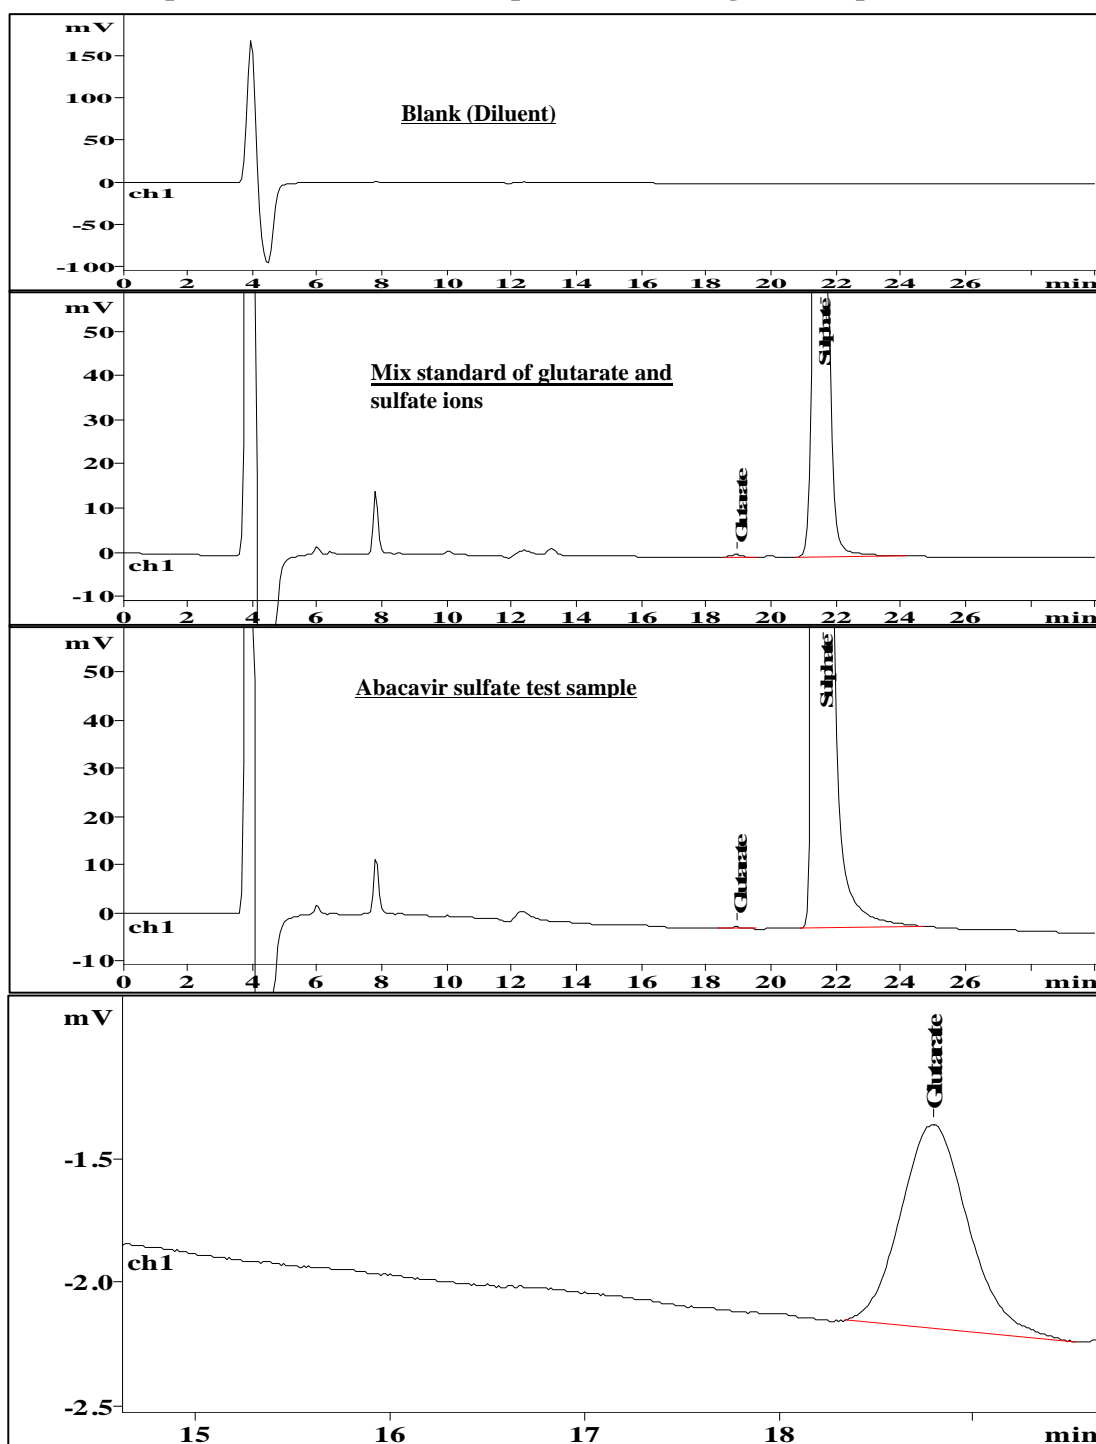 mV
150
100
50
0
-50
-100
ch1
Blank (Diluent)
0 2 4 6 8 10 12 14 16 18 20 22 24 26 min
mV
50
40
30
20
10
0
-10
ch1
Mix standard of glutarate and
sulfate ions
Glutarate
Sulphate
0 2 4 6 8 10 12 14 16 18 20 22 24 26 min
mV
50
40
30
20
10
0
-10
ch1
Abacavir sulfate test sample
Glutarate
Sulphate
0 2 4 6 8 10 12 14 16 18 20 22 24 26 min
mV
-1.5
-2.0
-2.5
ch1
Glutarate
15 16 17 18 min